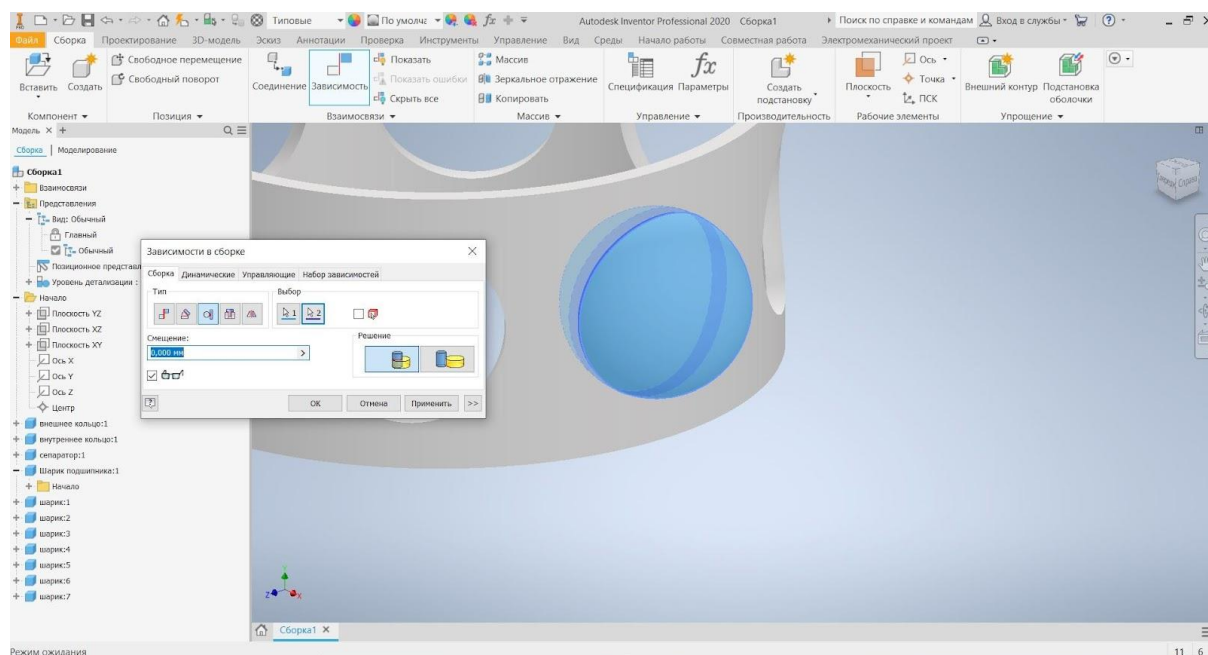 Типовые По умолча fx Autodesk Inventor Professional 2020 Сборка1 Поиск по справке и командам Вход в службы
Файл Сборка Проектирование 3D-модель Эскиз Аннотации Проверка Инструменты Управление Вид Среды Начало работы Совместная работа Электромеханический проект
Вставить
Создать
Свободное перемещение
Свободный поворот
Соединение
Зависимость
Показать
Показать ошибки
Скрыть все
Массив
Зеркальное отражение
Копировать
Спецификация
fx
Параметры
Создать
подстановку
Плоскость
Ось
Точка
ПСК
Внешний контур
Подстановка
оболочки
Компонент Позиция Взаимосвязи Массив Управление Производительность Рабочие элементы Упрощение
Модель × +
Сборка | Моделирование
Сборка1
Взаимосвязи
Представления
Вид: Обычный
Главный
Обычный
Позиционное представл
Уровень детализации :
Начало
Плоскость YZ
Плоскость XZ
Плоскость XY
Ось X
Ось Y
Ось Z
Центр
внешнее кольцо:1
внутреннее кольцо:1
сепаратор:1
Шарик подшипника:1
Начало
шарик:1
шарик:2
шарик:3
шарик:4
шарик:5
шарик:6
шарик:7
Зависимости в сборке
Сборка Динамические Управляющие Набор зависимостей
Тип
Выбор
1 2
Смещение:
0,000 мм
Решение
ОК Отмена Применить >>
Справа
Y
Z
X
Сборка1 ×
Режим ожидания
11 6